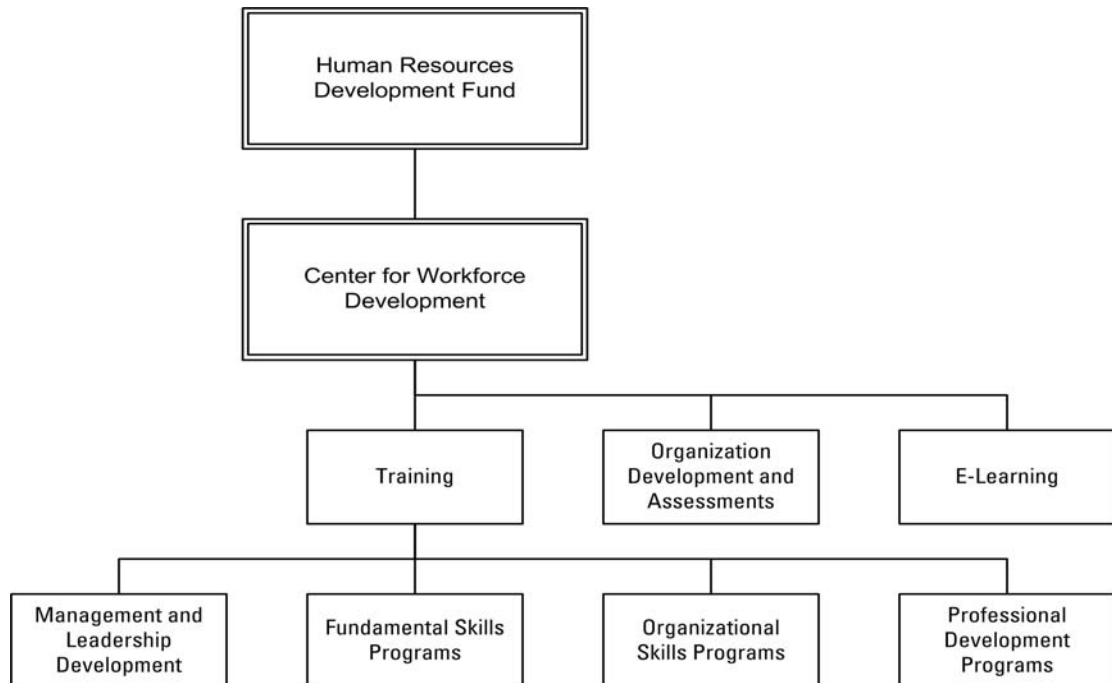 Human Resources
Development Fund
Center for Workforce
Development
Training
Organization
Development and
Assessments
E-Learning
Management and
Leadership
Development
Fundamental Skills
Programs
Organizational
Skills Programs
Professional
Development
Programs